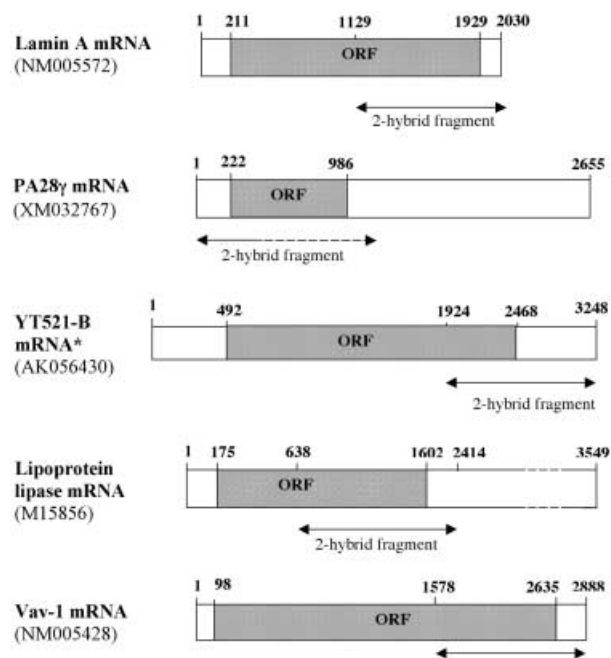 1 211 1129 1929 2030
Lamin A mRNA
(NM005572)
ORF
2-hybrid fragment
1 222 986 2655
PA28γ mRNA
(XM032767)
ORF
2-hybrid fragment
1 492 1924 2468 3248
YT521-B
mRNA*
(AK056430)
ORF
2-hybrid fragment
1 175 638 1602 2414 3549
Lipoprotein
lipase mRNA
(M15856)
ORF
2-hybrid fragment
1 98 1578 2635 2888
Vav-1 mRNA
(NM005428)
ORF